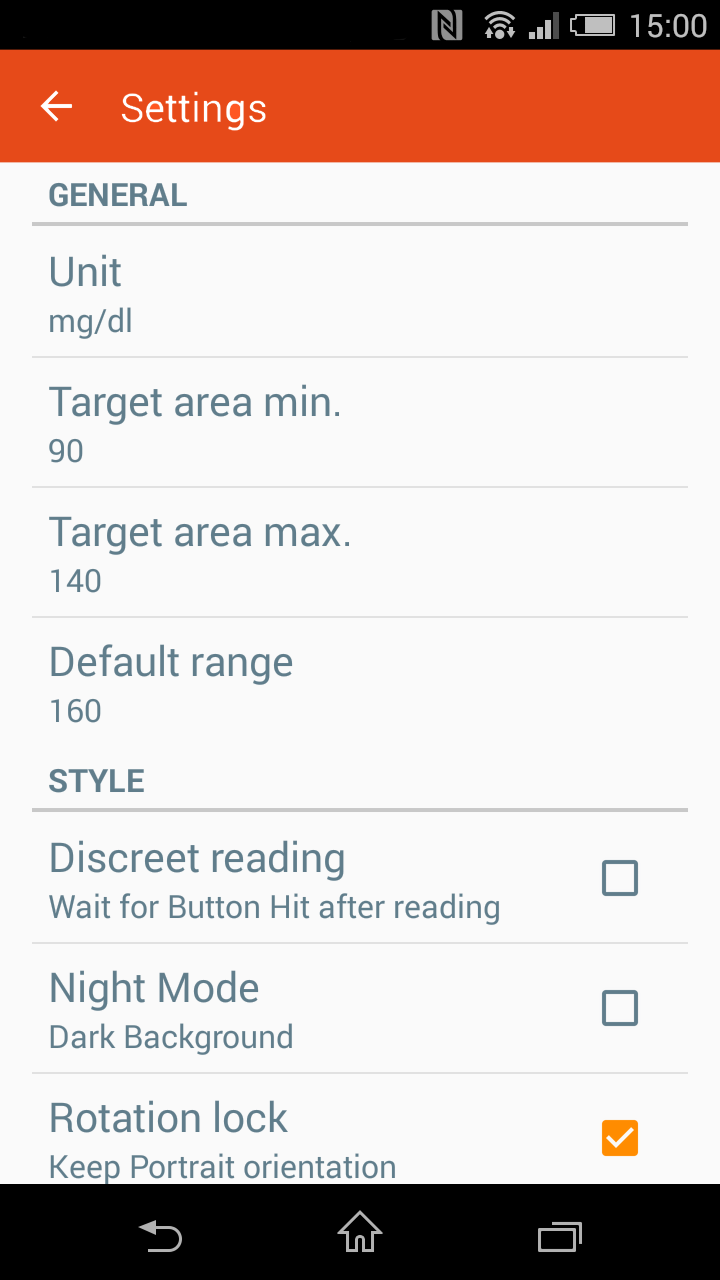 15:00
Settings
GENERAL
Unit
mg/dl
Target area min.
90
Target area max.
140
Default range
160
STYLE
Discreet reading
Wait for Button Hit after reading
Night Mode
Dark Background
Rotation lock
Keep Portrait orientation